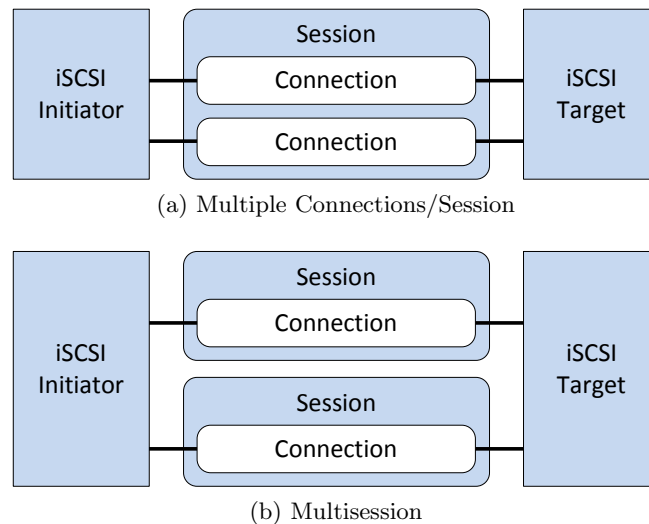 Session
iSCSI
Initiator
Connection
iSCSI
Target
Connection
(a) Multiple Connections/Session
Session
Connection
iSCSI
Initiator
iSCSI
Target
Session
Connection
(b) Multisession